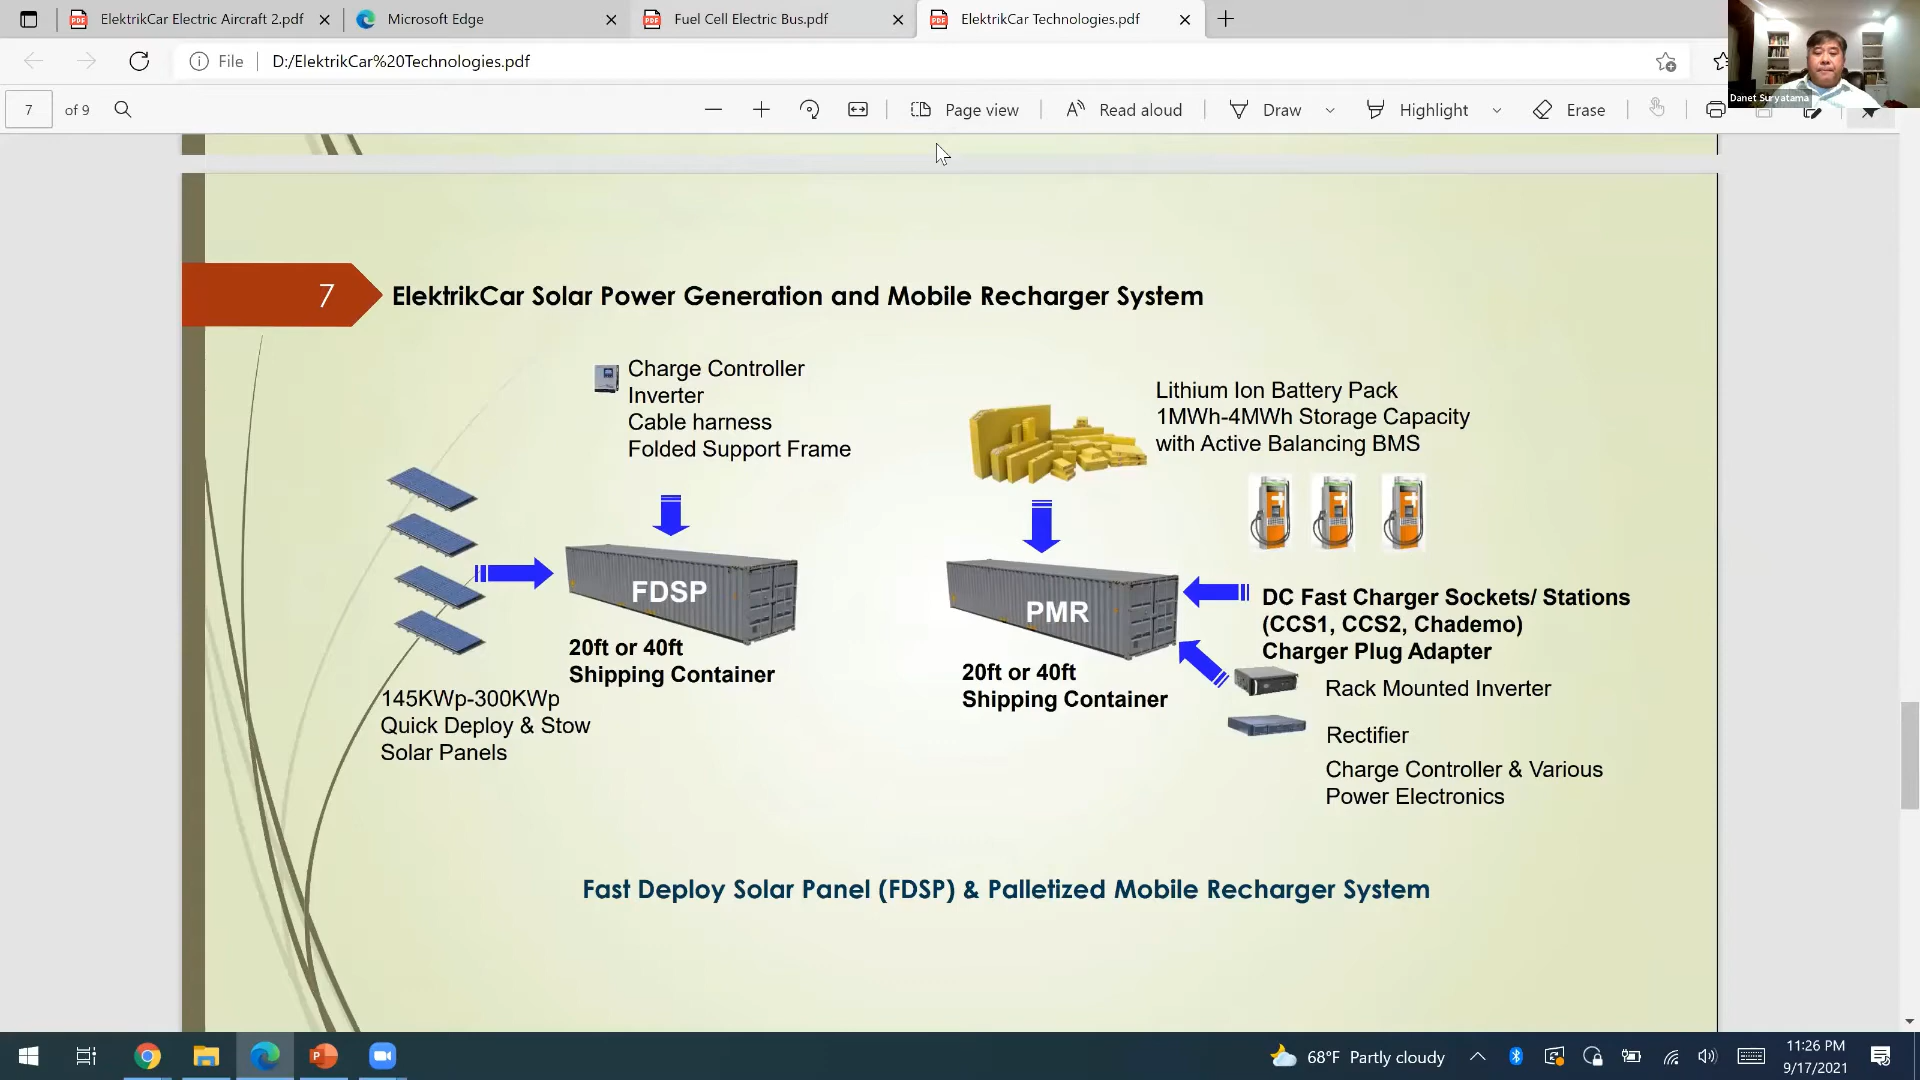 ElektrikCar Electric Aircraft 2.pdf
Microsoft Edge
Fuel Cell Electric Bus.pdf
ElektrikCar Technologies.pdf
File
D:/ElektrikCar%20Technologies.pdf
Danet Suryatama
7
of 9
Page view
Read aloud
Draw
Highlight
Erase
7
ElektrikCar Solar Power Generation and Mobile Recharger System
Charge Controller
Inverter
Cable harness
Folded Support Frame
Lithium Ion Battery Pack
1MWh-4MWh Storage Capacity
with Active Balancing BMS
FDSP
20ft or 40ft
Shipping Container
145KWp-300KWp
Quick Deploy & Stow
Solar Panels
PMR
20ft or 40ft
Shipping Container
DC Fast Charger Sockets/ Stations
(CCS1, CCS2, Chademo)
Charger Plug Adapter
Rack Mounted Inverter
Rectifier
Charge Controller & Various
Power Electronics
Fast Deploy Solar Panel (FDSP) & Palletized Mobile Recharger System
68°F Partly cloudy
11:26 PM
9/17/2021